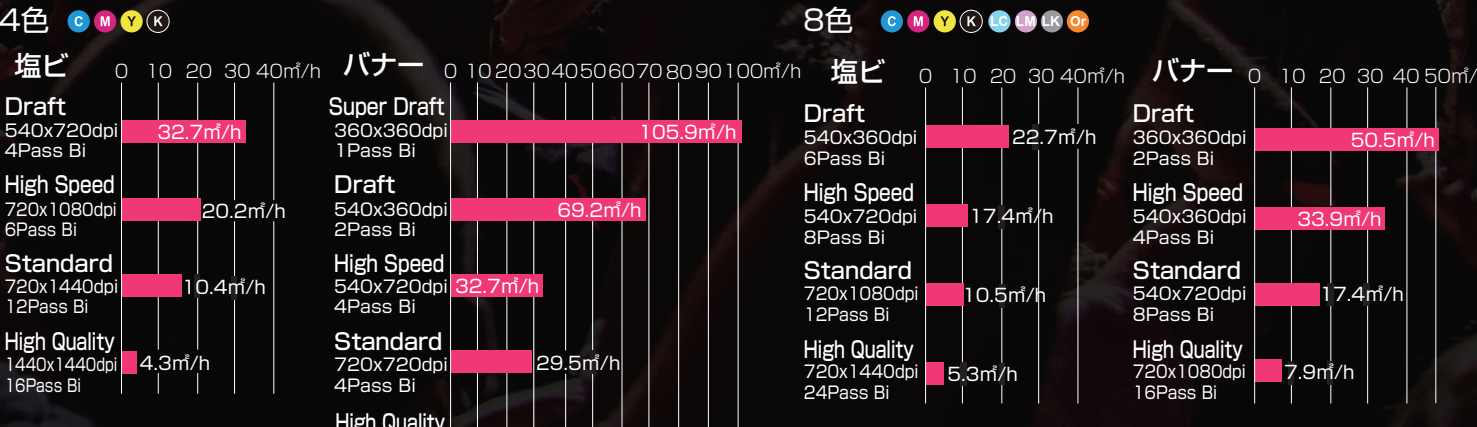 4色 C M Y K
塩ビ 0 10 20 30 40㎡/h
Draft
540x720dpi 32.7㎡/h
4Pass Bi
High Speed
720x1080dpi 20.2㎡/h
6Pass Bi
Standard
720x1440dpi 10.4㎡/h
12Pass Bi
High Quality
1440x1440dpi 4.3㎡/h
16Pass Bi
バナー 0 10 20 30 40 50 60 70 80 90 100㎡/h
Super Draft
360x360dpi 105.9㎡/h
1Pass Bi
Draft
540x360dpi 69.2㎡/h
2Pass Bi
High Speed
540x720dpi 32.7㎡/h
4Pass Bi
Standard
720x720dpi 29.5㎡/h
4Pass Bi
High Quality
8色 C M Y K LC LM LK Or
塩ビ 0 10 20 30 40㎡/h
Draft
540x360dpi 22.7㎡/h
6Pass Bi
High Speed
540x720dpi 17.4㎡/h
8Pass Bi
Standard
720x1080dpi 10.5㎡/h
12Pass Bi
High Quality
720x1440dpi 5.3㎡/h
24Pass Bi
バナー 0 10 20 30 40 50㎡/
Draft
360x360dpi 50.5㎡/h
2Pass Bi
High Speed
540x360dpi 33.9㎡/h
4Pass Bi
Standard
540x720dpi 17.4㎡/h
8Pass Bi
High Quality
720x1080dpi 7.9㎡/h
16Pass Bi